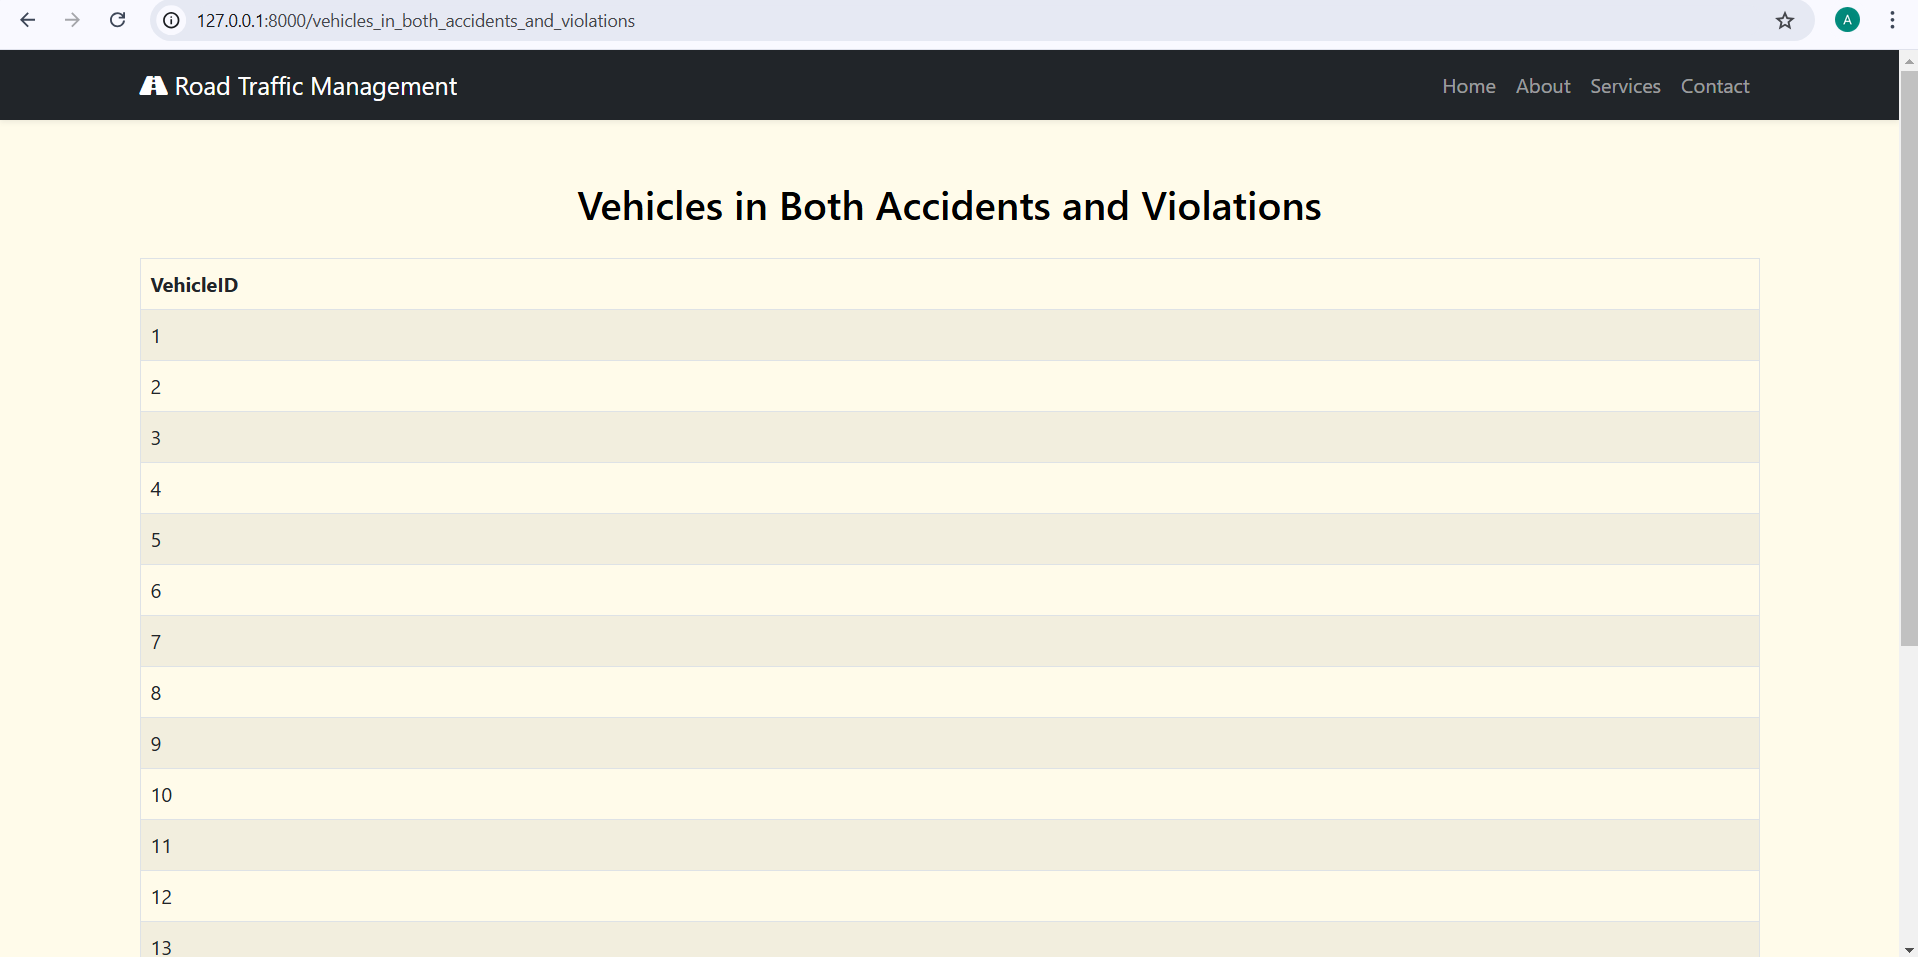 127.0.0.1:8000/vehicles_in_both_accidents_and_violations
A
Road Traffic Management
Home About Services Contact
Vehicles in Both Accidents and Violations
VehicleID
1
2
3
4
5
6
7
8
9
10
11
12
13